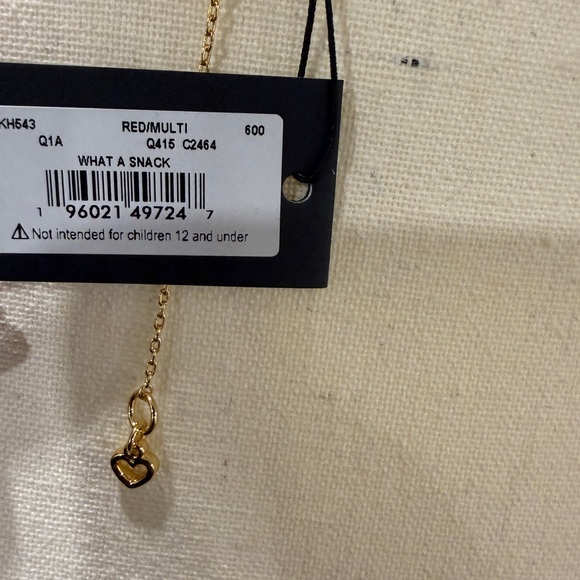 KH543 RED/MULTI 600
Q1A Q415 C2464
WHAT A SNACK
1 96021 49724 7
⚠ Not intended for children 12 and under